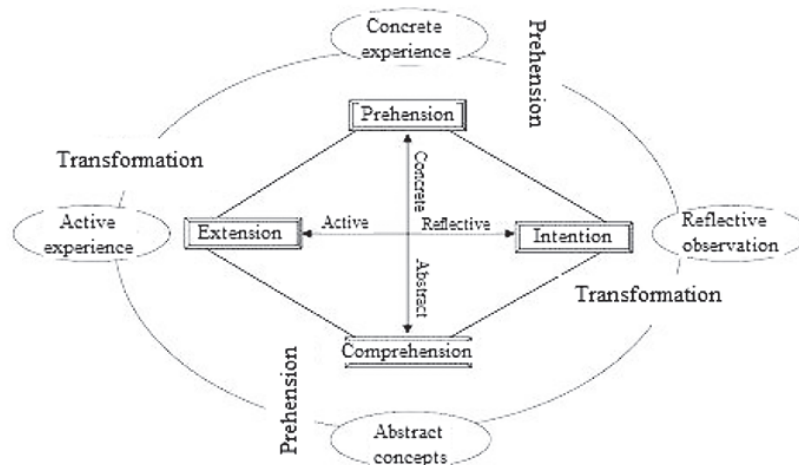 Concrete
experience
Prehension
Prehension
Transformation
Concrete
Active
experience
Extension
Active
Reflective
Intention
Reflective
observation
Abstract
Transformation
Comprehension
Prehension
Abstract
concepts